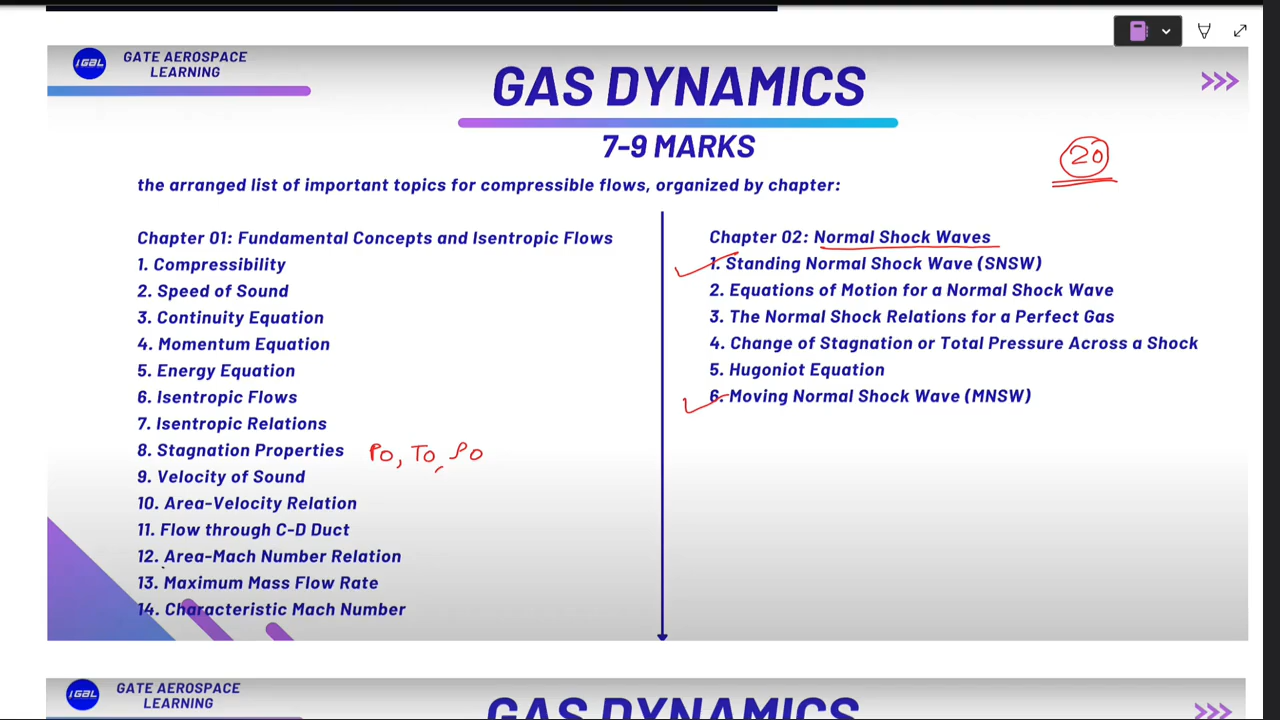 IGAL
GATE AEROSPACE
LEARNING
GAS DYNAMICS
7-9 MARKS
20
the arranged list of important topics for compressible flows, organized by chapter:
Chapter 01: Fundamental Concepts and Isentropic Flows
1. Compressibility
2. Speed of Sound
3. Continuity Equation
4. Momentum Equation
5. Energy Equation
6. Isentropic Flows
7. Isentropic Relations
8. Stagnation Properties P0, T0, ρ0
9. Velocity of Sound
10. Area-Velocity Relation
11. Flow through C-D Duct
12. Area-Mach Number Relation
13. Maximum Mass Flow Rate
14. Characteristic Mach Number
Chapter 02: Normal Shock Waves
1. Standing Normal Shock Wave (SNSW)
2. Equations of Motion for a Normal Shock Wave
3. The Normal Shock Relations for a Perfect Gas
4. Change of Stagnation or Total Pressure Across a Shock
5. Hugoniot Equation
6. Moving Normal Shock Wave (MNSW)
IGAL
GATE AEROSPACE
LEARNING
GAS DYNAMICS